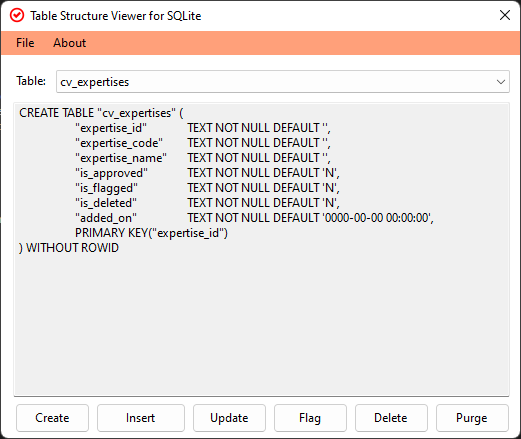 Table Structure Viewer for SQLite
File About
Table: cv_expertises
CREATE TABLE "cv_expertises" (
"expertise_id" TEXT NOT NULL DEFAULT '',
"expertise_code" TEXT NOT NULL DEFAULT '',
"expertise_name" TEXT NOT NULL DEFAULT '',
"is_approved" TEXT NOT NULL DEFAULT 'N',
"is_flagged" TEXT NOT NULL DEFAULT 'N',
"is_deleted" TEXT NOT NULL DEFAULT 'N',
"added_on" TEXT NOT NULL DEFAULT '0000-00-00 00:00:00',
PRIMARY KEY("expertise_id")
) WITHOUT ROWID
Create Insert Update Flag Delete Purge